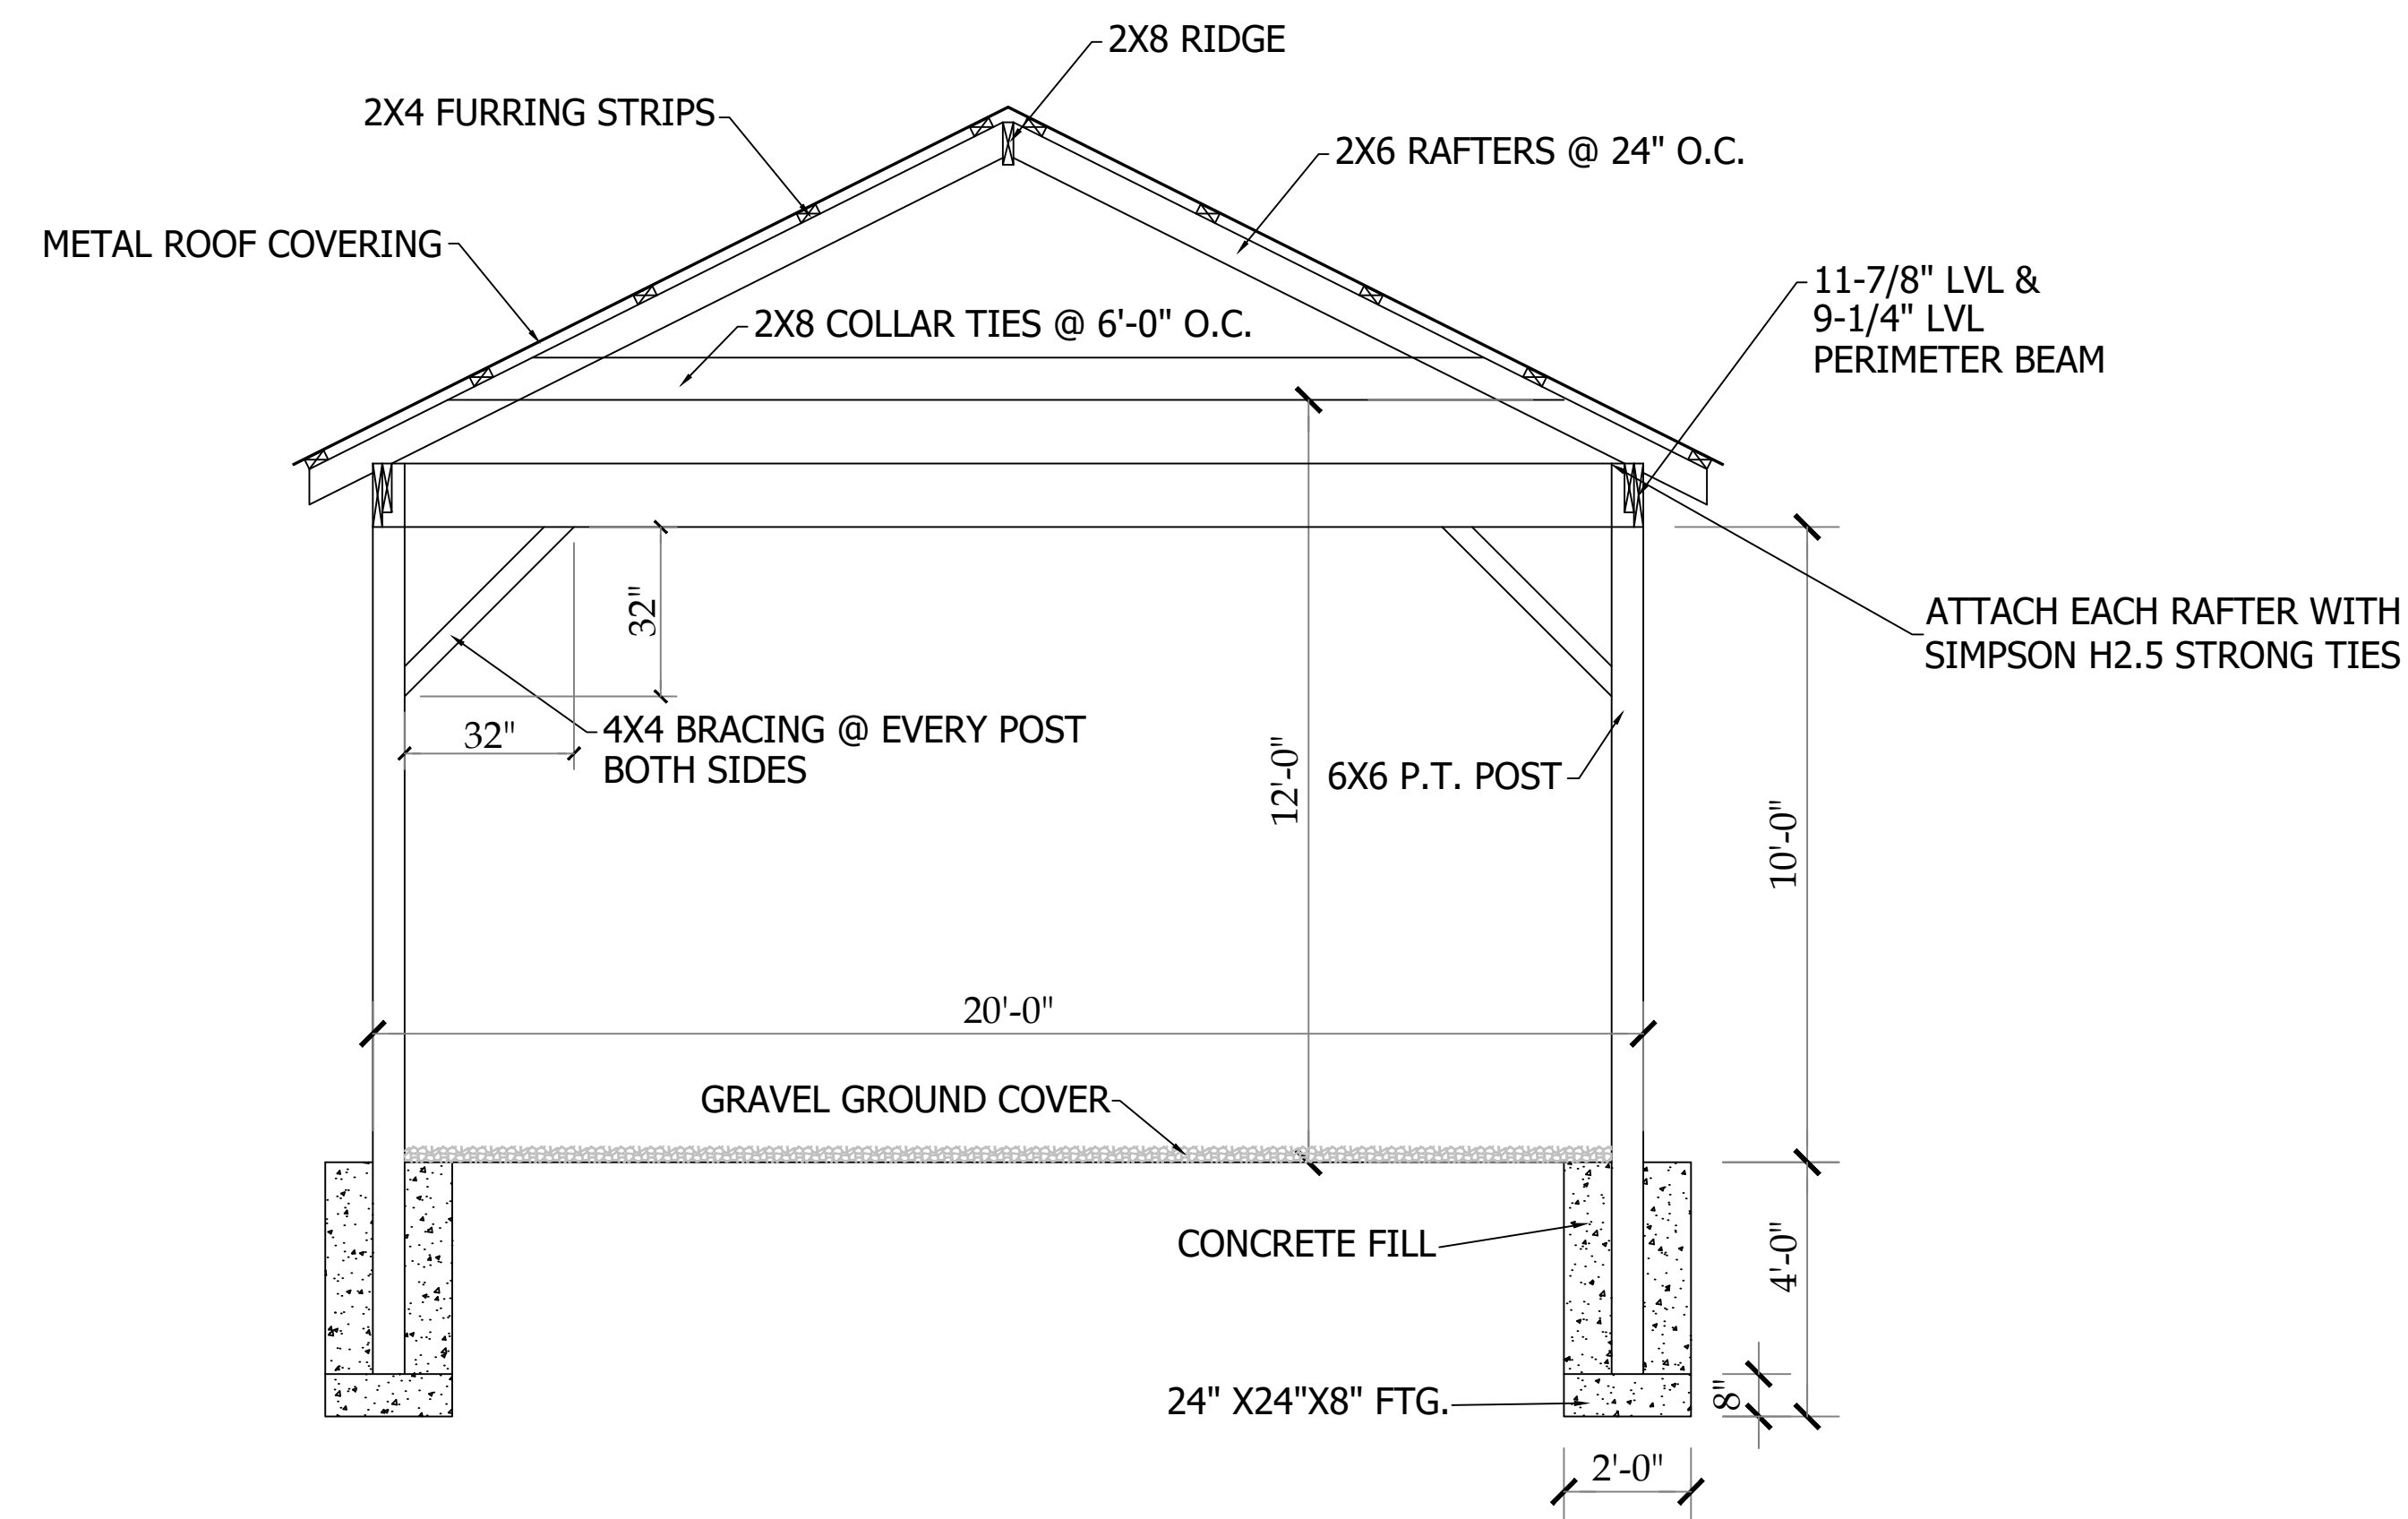 2X8 RIDGE
2X4 FURRING STRIPS
2X6 RAFTERS @ 24" O.C.
METAL ROOF COVERING
11-7/8" LVL &
9-1/4" LVL
PERIMETER BEAM
2X8 COLLAR TIES @ 6'-0" O.C.
32"
ATTACH EACH RAFTER WITH
SIMPSON H2.5 STRONG TIES
32"
4X4 BRACING @ EVERY POST
BOTH SIDES
12'-0"
6X6 P.T. POST
10'-0"
20'-0"
GRAVEL GROUND COVER
CONCRETE FILL
4'-0"
24" X24"X8" FTG.
8"
2'-0"